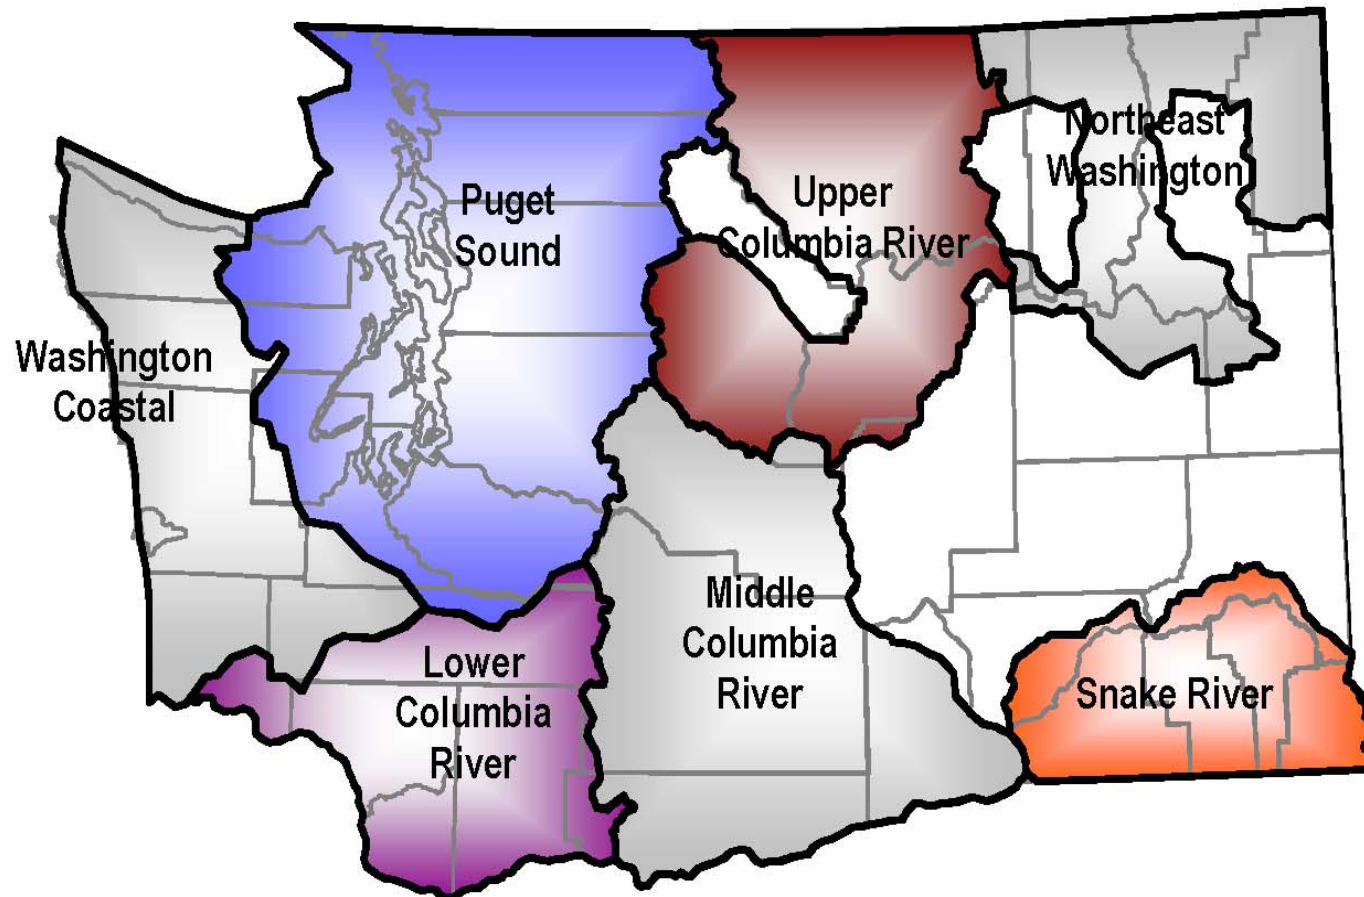 Northeast
Washington
Puget
Sound
Upper
Columbia River
Washington
Coastal
Middle
Columbia
River
Lower
Columbia
River
Snake River